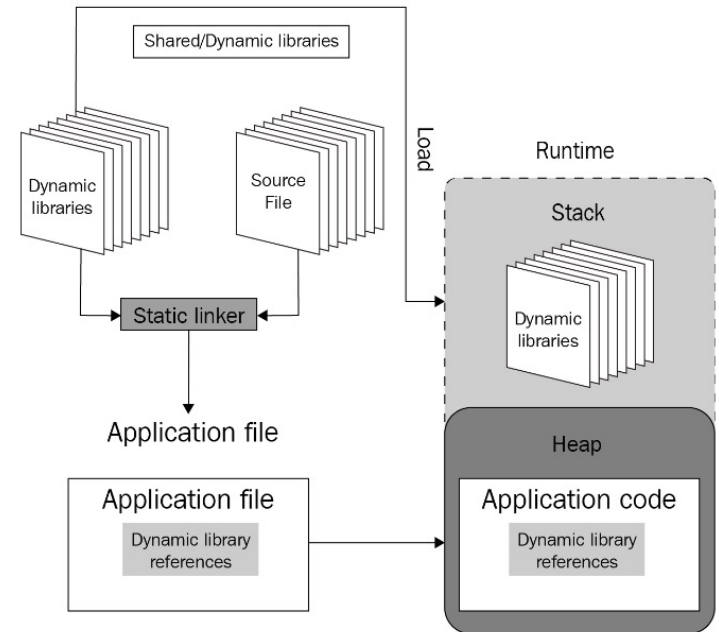 Shared/Dynamic libraries
Dynamic
libraries
Source
File
Load
Runtime
Stack
Dynamic
libraries
Static linker
Application file
Heap
Application file
Dynamic library
references
Application code
Dynamic library
references